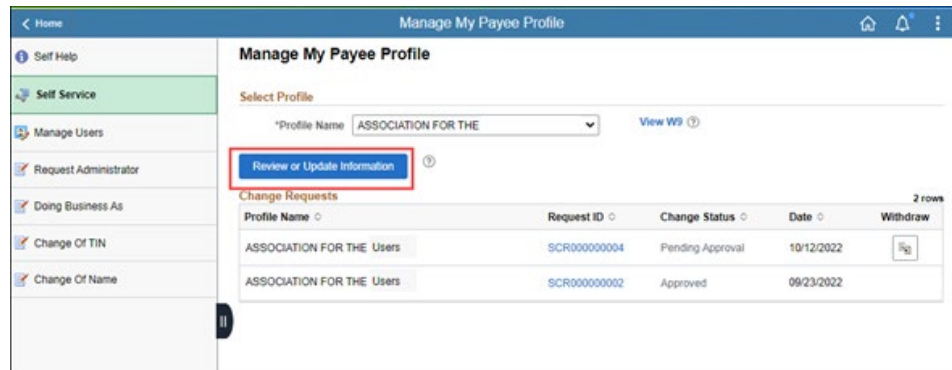 Home
Manage My Payee Profile
Self Help
Self Service
Manage Users
Request Administrator
Doing Business As
Change Of TIN
Change Of Name
Manage My Payee Profile
Select Profile
*Profile Name ASSOCIATION FOR THE View W9
Review or Update Information
Change Requests
2 rows
Profile Name Request ID Change Status Date Withdraw
ASSOCIATION FOR THE Users SCR000000004 Pending Approval 10/12/2022
ASSOCIATION FOR THE Users SCR000000002 Approved 09/23/2022